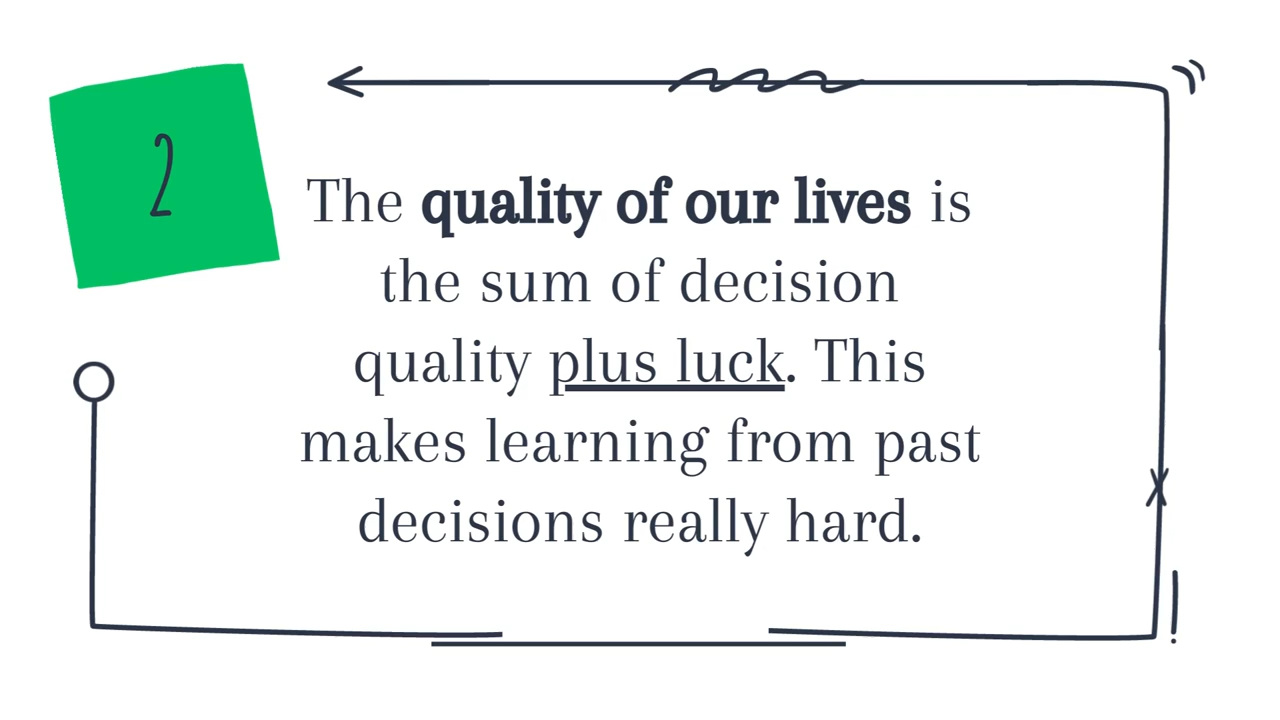 2
The quality of our lives is
the sum of decision
quality plus luck. This
makes learning from past
decisions really hard.